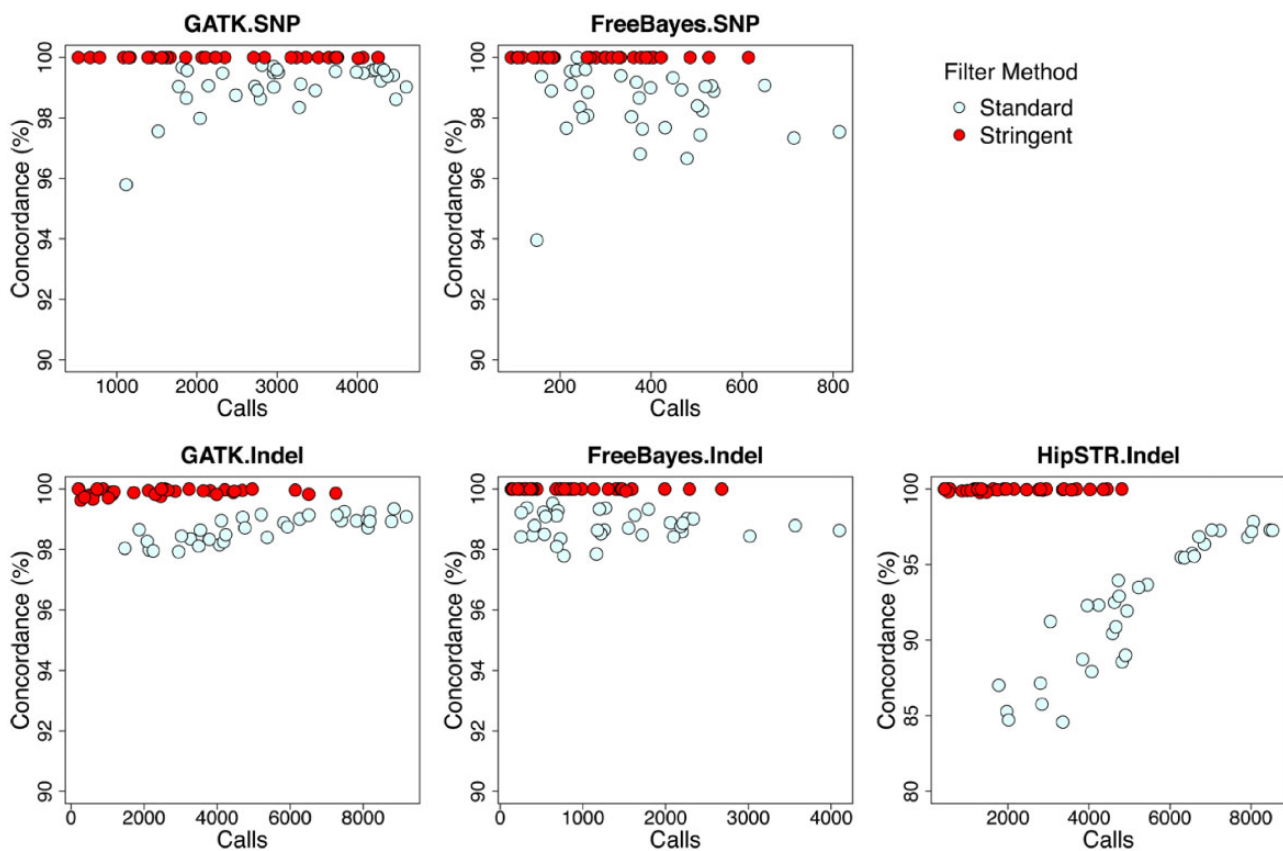 GATK.SNP
Concordance (%)
100
98
96
94
92
90
1000 2000 3000 4000
Calls
FreeBayes.SNP
Concordance (%)
100
98
96
94
92
90
200 400 600 800
Calls
Filter Method
Standard
Stringent
GATK.Indel
Concordance (%)
100
98
96
94
92
90
0 2000 4000 6000 8000
Calls
FreeBayes.Indel
Concordance (%)
100
98
96
94
92
90
0 1000 2000 3000 4000
Calls
HipSTR.Indel
Concordance (%)
100
95
90
85
80
2000 4000 6000 8000
Calls